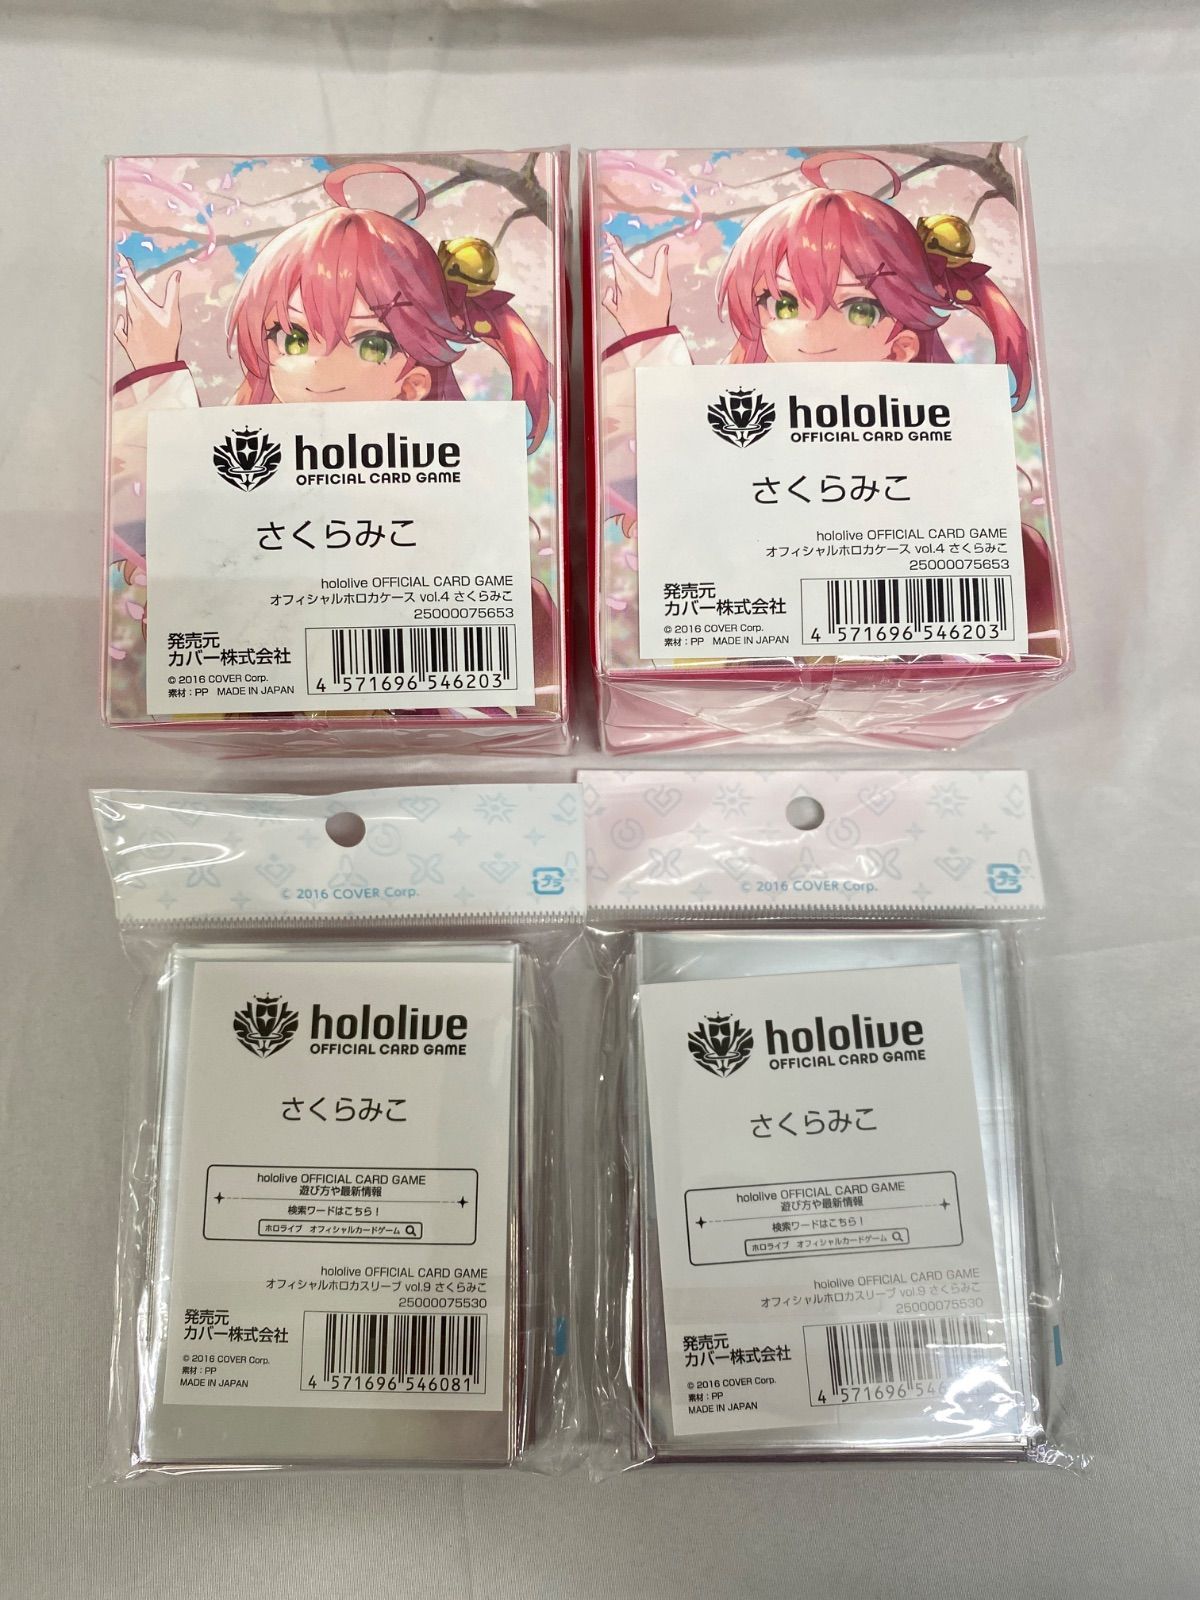 hololive
OFFICIAL CARD GAME
さくらみこ
hololive OFFICIAL CARD GAME
オフィシャルホロカケース vol.4 さくらみこ
25000075653
発売元
カバー株式会社
© 2016 COVER Corp.
素材：PP MADE IN JAPAN
4 571696 546203
hololive
OFFICIAL CARD GAME
さくらみこ
hololive OFFICIAL CARD GAME
オフィシャルホロカケース vol.4 さくらみこ
25000075653
発売元
カバー株式会社
© 2016 COVER Corp.
素材：PP MADE IN JAPAN
4 571696 546203
© 2016 COVER Corp.
プラ
hololive
OFFICIAL CARD GAME
さくらみこ
hololive OFFICIAL CARD GAME
遊び方や最新情報
検索ワードはこちら！
ホロライブ オフィシャルカードゲーム
hololive OFFICIAL CARD GAME
オフィシャルホロカスリーブ vol.9 さくらみこ
25000075530
発売元
カバー株式会社
© 2016 COVER Corp.
素材：PP
MADE IN JAPAN
4 571696 546081
© 2016 COVER Corp.
プラ
hololive
OFFICIAL CARD GAME
さくらみこ
hololive OFFICIAL CARD GAME
遊び方や最新情報
検索ワードはこちら！
ホロライブ オフィシャルカードゲーム
hololive OFFICIAL CARD GAME
オフィシャルホロカスリーブ vol.9 さくらみこ
25000075530
発売元
カバー株式会社
© 2016 COVER Corp.
素材：PP
MADE IN JAPAN
4 571696